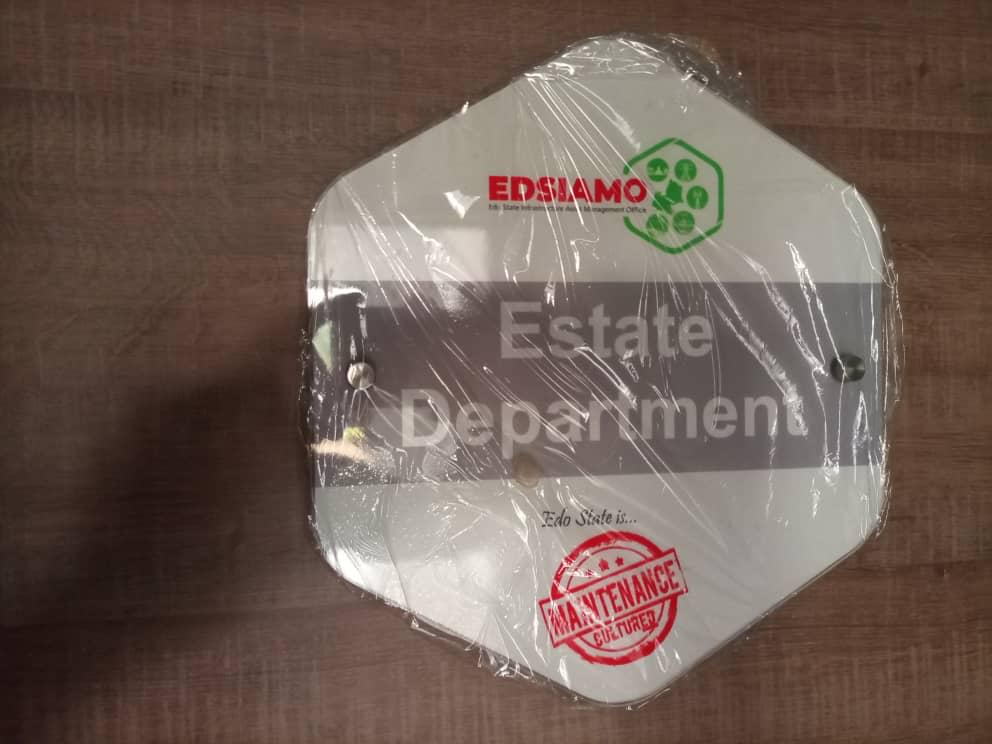 EDSIAMO
Edo State Infrastructure Asset Management Office
Estate
Department
Edo State is...
MAINTENANCE
CULTURED